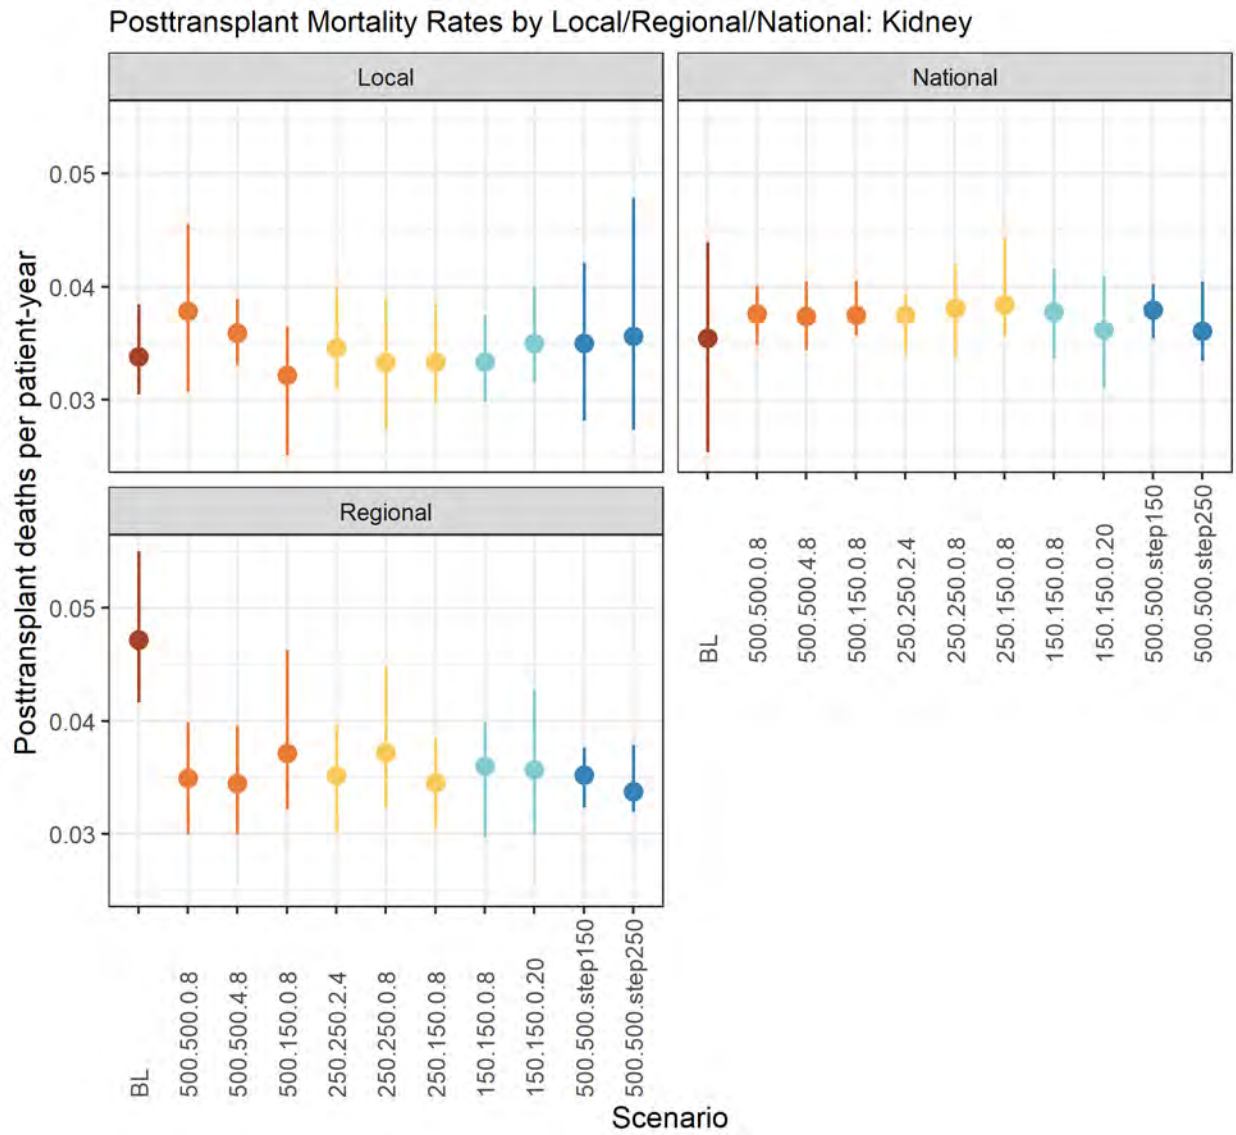 Posttransplant Mortality Rates by Local/Regional/National: Kidney
Local
National
0.05
0.04
0.03
Posttransplant deaths per patient-year
BL
500.500.0.8
500.500.4.8
500.150.0.8
250.250.2.4
250.250.0.8
250.150.0.8
150.150.0.8
150.150.0.20
500.500.step150
500.500.step250
Regional
0.05
0.04
0.03
BL
500.500.0.8
500.500.4.8
500.150.0.8
250.250.2.4
250.250.0.8
250.150.0.8
150.150.0.8
150.150.0.20
500.500.step150
500.500.step250
Scenario